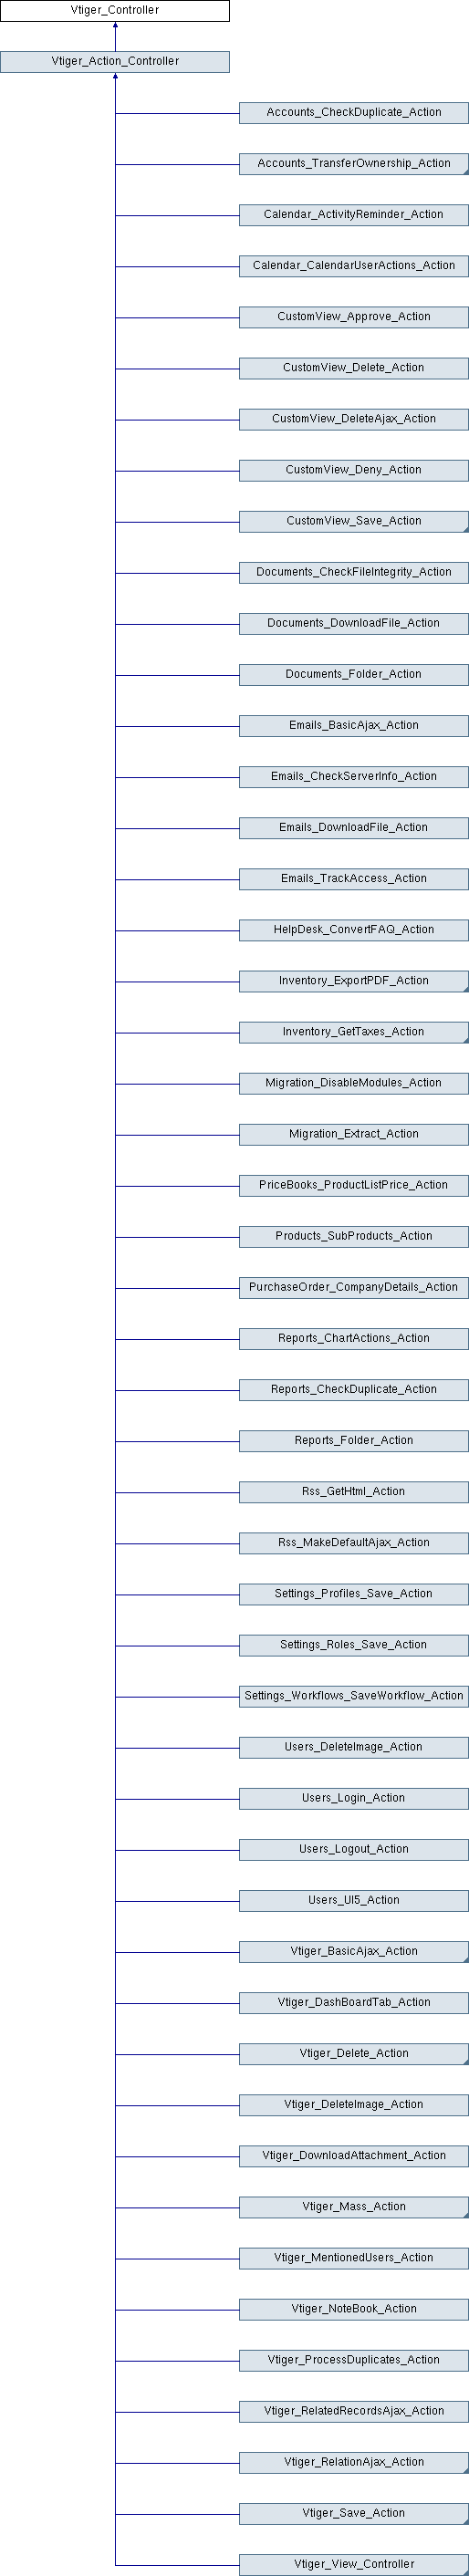 Vtiger_Controller
Vtiger_Action_Controller
Accounts_CheckDuplicate_Action
Accounts_TransferOwnership_Action
Calendar_ActivityReminder_Action
Calendar_CalendarUserActions_Action
CustomView_Approve_Action
CustomView_Delete_Action
CustomView_DeleteAjax_Action
CustomView_Deny_Action
CustomView_Save_Action
Documents_CheckFileIntegrity_Action
Documents_DownloadFile_Action
Documents_Folder_Action
Emails_BasicAjax_Action
Emails_CheckServerInfo_Action
Emails_DownloadFile_Action
Emails_TrackAccess_Action
HelpDesk_ConvertFAQ_Action
Inventory_ExportPDF_Action
Inventory_GetTaxes_Action
Migration_DisableModules_Action
Migration_Extract_Action
PriceBooks_ProductListPrice_Action
Products_SubProducts_Action
PurchaseOrder_CompanyDetails_Action
Reports_ChartActions_Action
Reports_CheckDuplicate_Action
Reports_Folder_Action
Rss_GetHtml_Action
Rss_MakeDefaultAjax_Action
Settings_Profiles_Save_Action
Settings_Roles_Save_Action
Settings_Workflows_SaveWorkflow_Action
Users_DeleteImage_Action
Users_Login_Action
Users_Logout_Action
Users_UI5_Action
Vtiger_BasicAjax_Action
Vtiger_DashBoardTab_Action
Vtiger_Delete_Action
Vtiger_DeleteImage_Action
Vtiger_DownloadAttachment_Action
Vtiger_Mass_Action
Vtiger_MentionedUsers_Action
Vtiger_NoteBook_Action
Vtiger_ProcessDuplicates_Action
Vtiger_RelatedRecordsAjax_Action
Vtiger_RelationAjax_Action
Vtiger_Save_Action
Vtiger_View_Controller